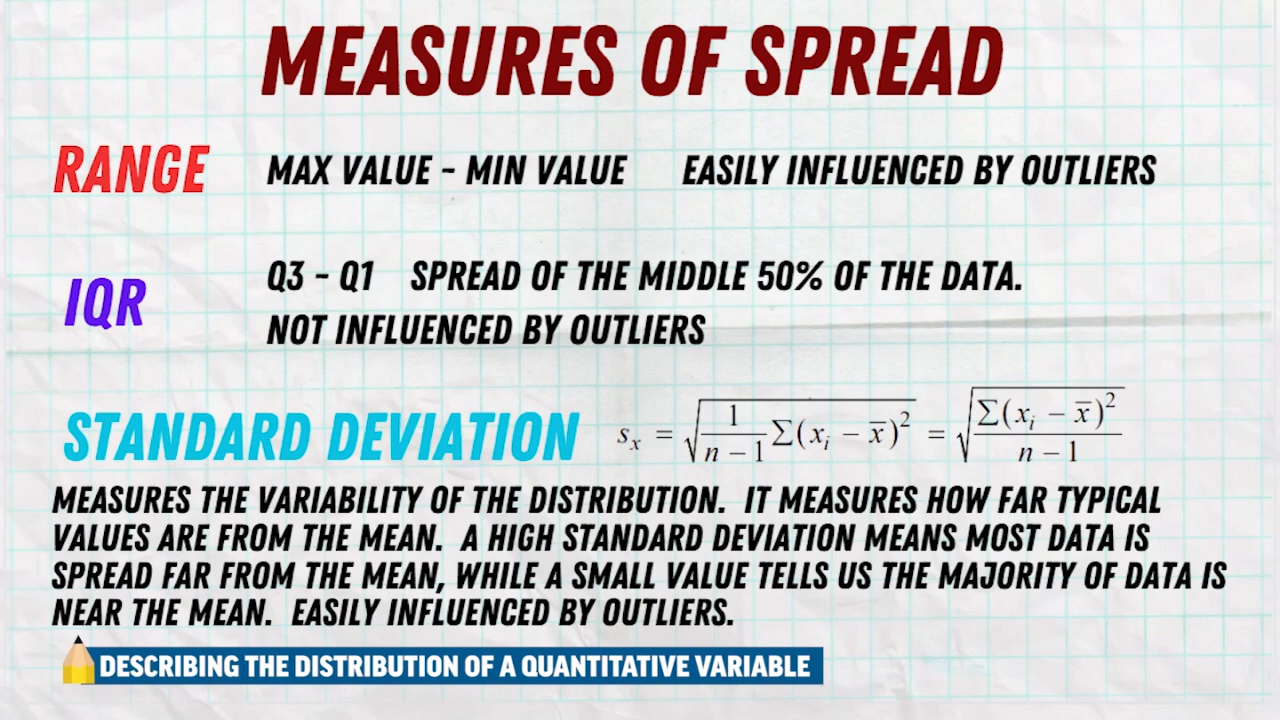 MEASURES OF SPREAD
RANGE MAX VALUE - MIN VALUE EASILY INFLUENCED BY OUTLIERS
IQR
Q3 - Q1 SPREAD OF THE MIDDLE 50% OF THE DATA.
NOT INFLUENCED BY OUTLIERS
STANDARD DEVIATION sₓ = √(1/(n − 1) Σ(xᵢ − x̄)²) = √(Σ(xᵢ − x̄)²/(n − 1))
MEASURES THE VARIABILITY OF THE DISTRIBUTION. IT MEASURES HOW FAR TYPICAL
VALUES ARE FROM THE MEAN. A HIGH STANDARD DEVIATION MEANS MOST DATA IS
SPREAD FAR FROM THE MEAN, WHILE A SMALL VALUE TELLS US THE MAJORITY OF DATA IS
NEAR THE MEAN. EASILY INFLUENCED BY OUTLIERS.
DESCRIBING THE DISTRIBUTION OF A QUANTITATIVE VARIABLE